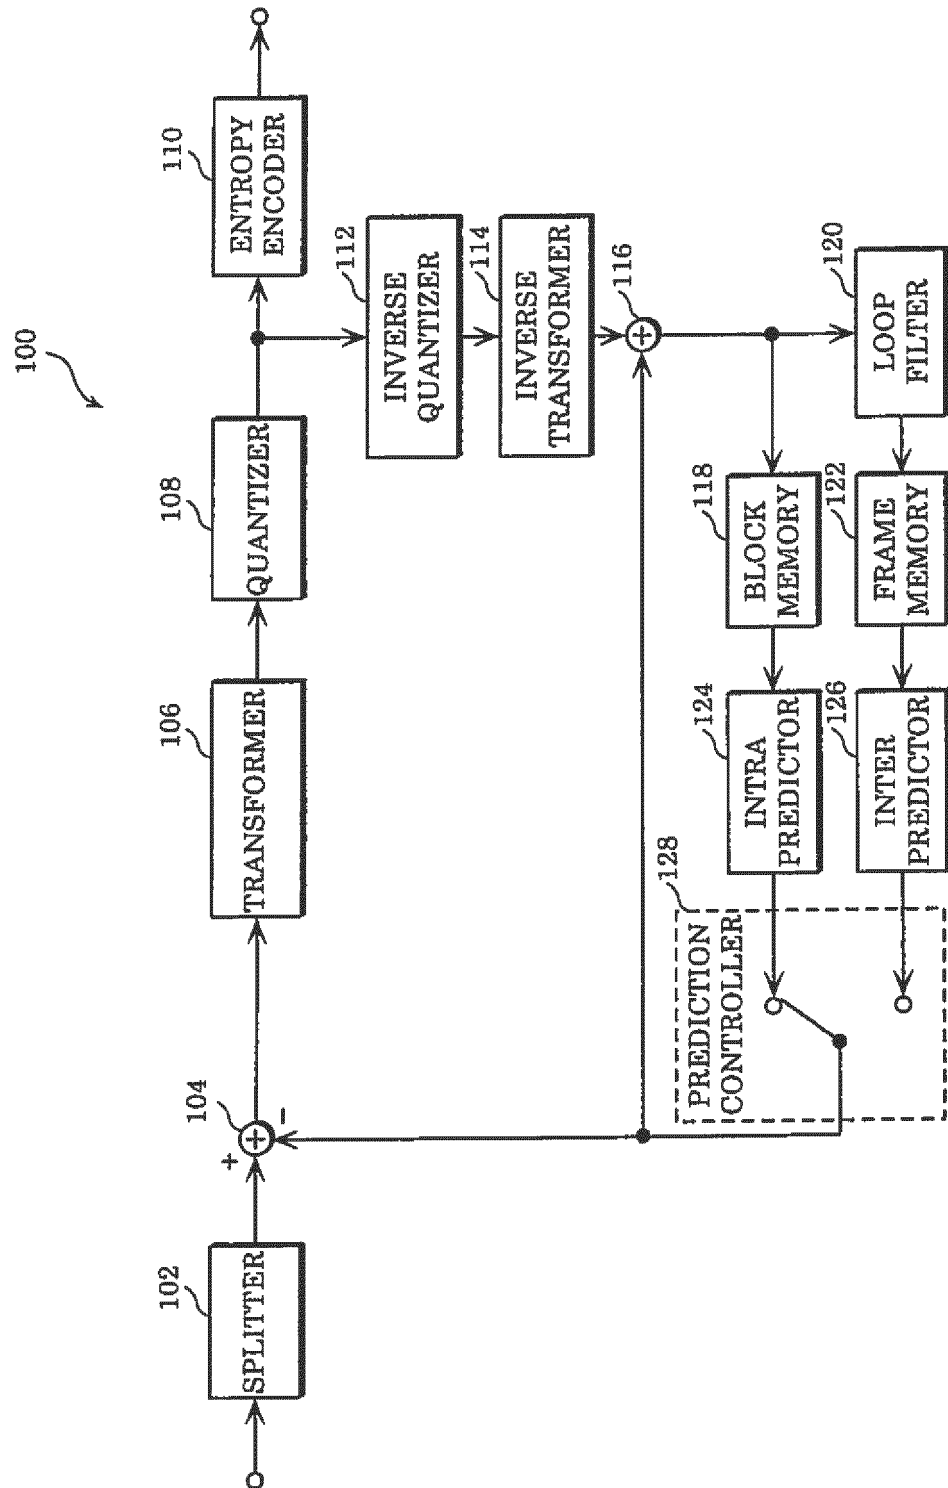 100
102
SPLITTER
104
+
-
106
TRANSFORMER
108
QUANTIZER
110
ENTROPY
ENCODER
112
INVERSE
QUANTIZER
114
INVERSE
TRANSFORMER
116
118
BLOCK
MEMORY
120
LOOP
FILTER
122
FRAME
MEMORY
124
INTRA
PREDICTOR
126
INTER
PREDICTOR
128
PREDICTION
CONTROLLER